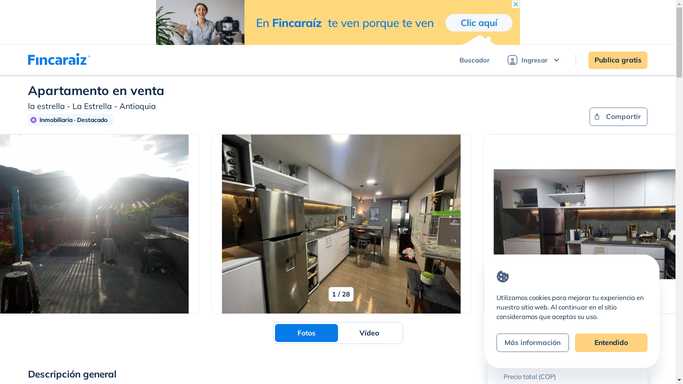 En Fincaraíz te ven porque te ven
Clic aquí
Fincaraiz
Buscador
Ingresar
Publica gratis
Apartamento en venta
la estrella - La Estrella - Antioquia
Inmobiliaria · Destacado
Compartir
1 / 28
Utilizamos cookies para mejorar tu experiencia en
nuestro sitio web. Al continuar en el sitio
consideramos que aceptas su uso.
Más información
Entendido
Fotos
Vídeo
Descripción general
Precio total (COP)